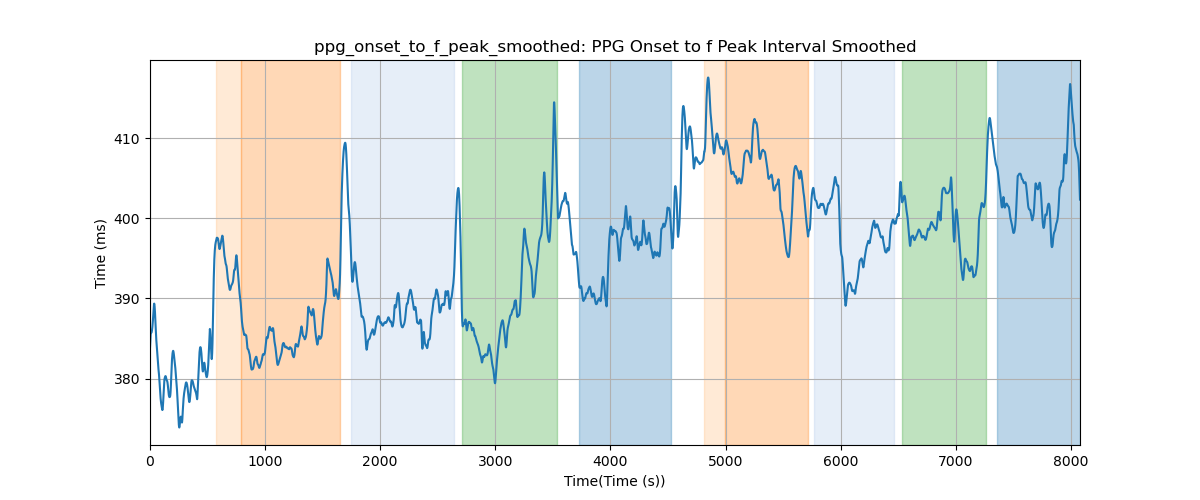 ppg_onset_to_f_peak_smoothed: PPG Onset to f Peak Interval Smoothed
410
400
390
380
Time (ms)
0 1000 2000 3000 4000 5000 6000 7000 8000
Time(Time (s))